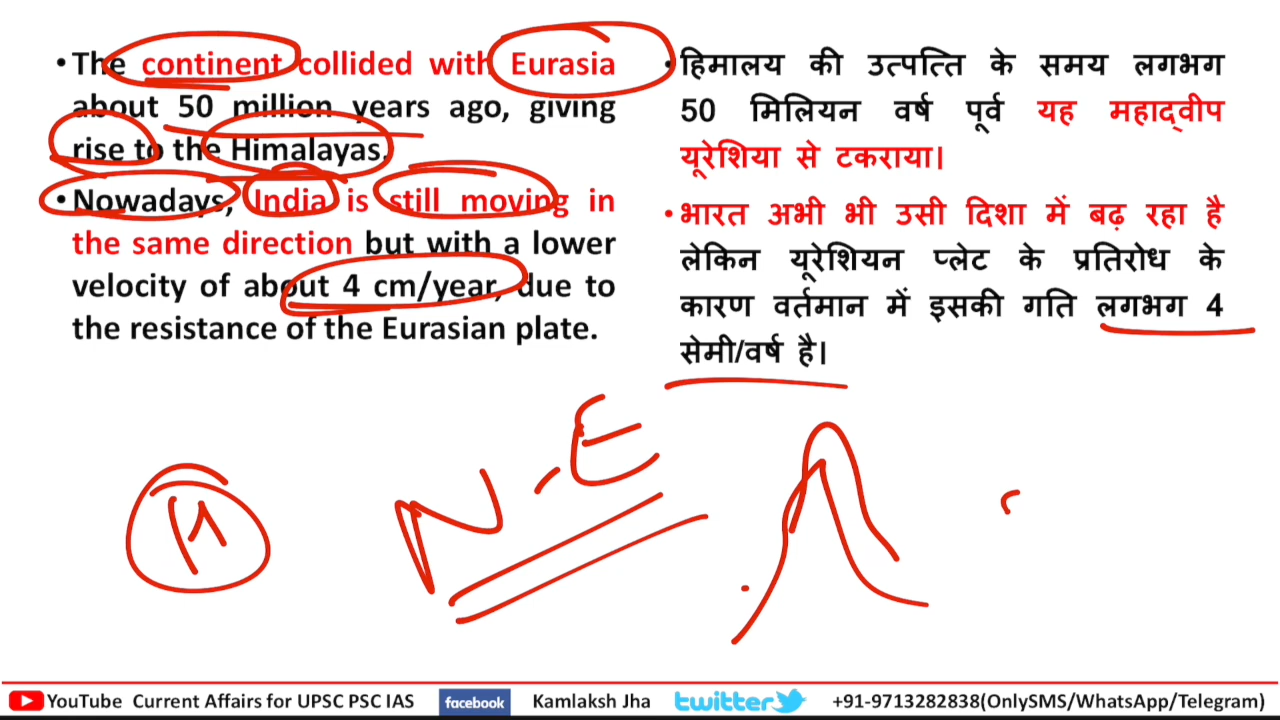 •The continent collided with Eurasia
about 50 million years ago, giving
rise to the Himalayas.
•Nowadays, India is still moving in
the same direction but with a lower
velocity of about 4 cm/year, due to
the resistance of the Eurasian plate.
•हिमालय की उत्पत्ति के समय लगभग
50 मिलियन वर्ष पूर्व यह महाद्वीप
यूरेशिया से टकराया।
•भारत अभी भी उसी दिशा में बढ़ रहा है
लेकिन यूरेशियन प्लेट के प्रतिरोध के
कारण वर्तमान में इसकी गति लगभग 4
सेमी/वर्ष है।
N-E
YouTube Current Affairs for UPSC PSC IAS facebook Kamlaksh Jha twitter +91-9713282838(OnlySMS/WhatsApp/Telegram)